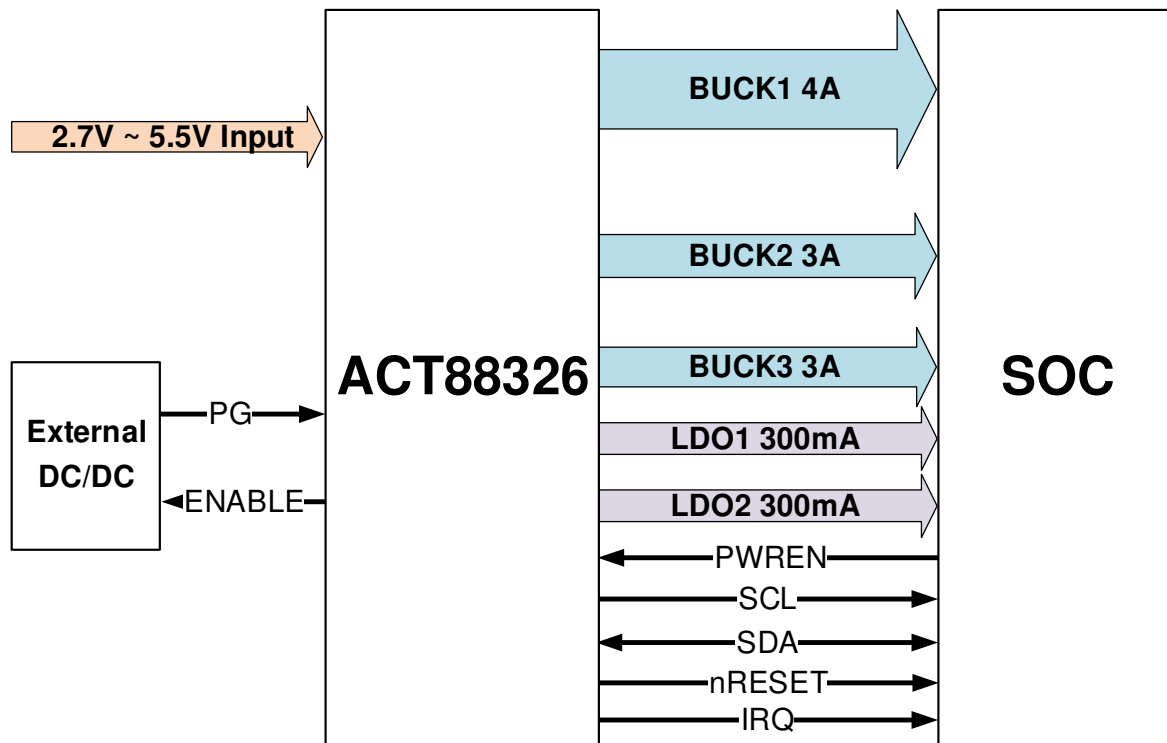 2.7V ~ 5.5V Input
External
DC/DC
PG
ENABLE
ACT88326
BUCK1 4A
BUCK2 3A
BUCK3 3A
LDO1 300mA
LDO2 300mA
PWREN
SCL
SDA
nRESET
IRQ
SOC